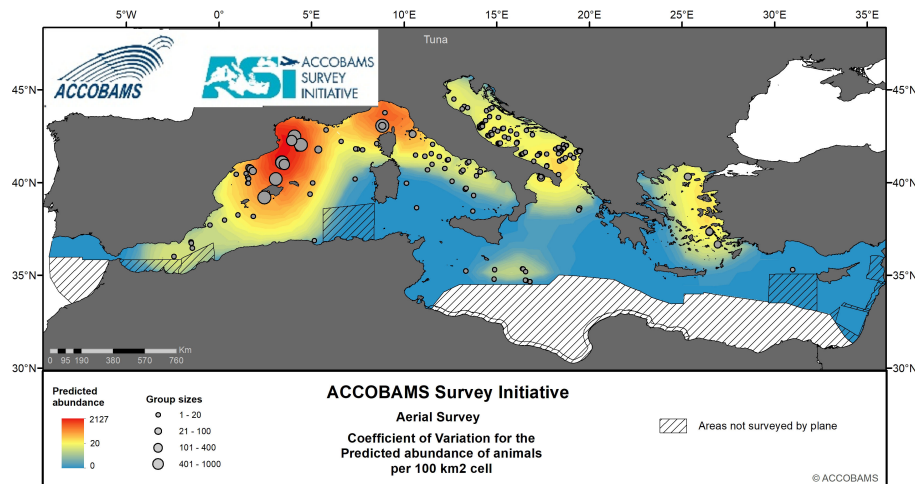 5°W 0° 5°E 10°E 15°E 20°E 25°E 30°E 35°E
Tuna
ACCOBAMS
ASI ACCOBAMS
SURVEY
INITIATIVE
45°N 45°N
40°N 40°N
35°N 35°N
30°N 30°N
Km
0 95 190 380 570 760
Predicted
abundance
2127
20
0
Group sizes
1 - 20
21 - 100
101 - 400
401 - 1000
ACCOBAMS Survey Initiative
Aerial Survey
Coefficient of Variation for the
Predicted abundance of animals
per 100 km2 cell
Areas not surveyed by plane
© ACCOBAMS